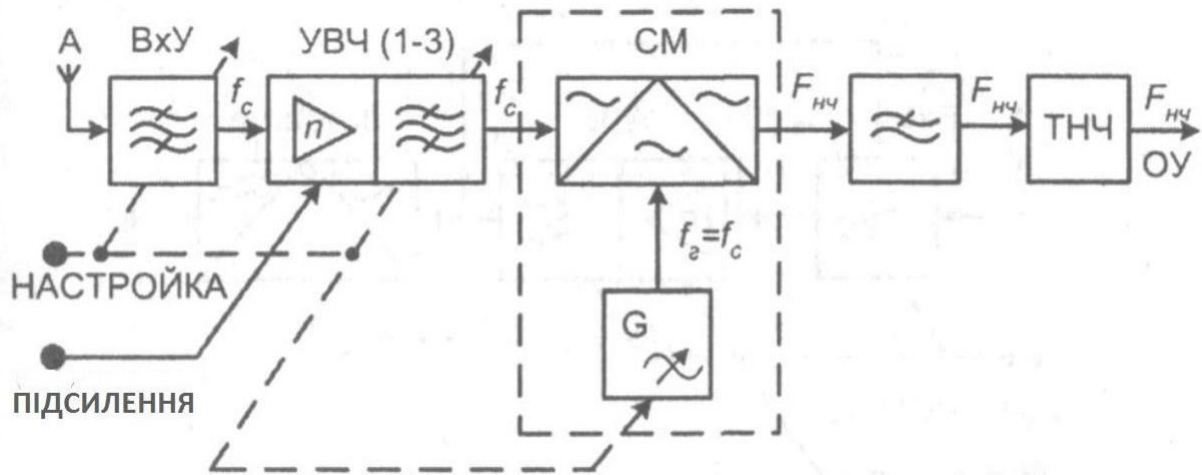 А
ВхУ
УВЧ (1-3)
СМ
f_c
n
f_c
F_нч
F_нч
ТНЧ
F_нч
ОУ
НАСТРОЙКА
f_г=f_c
G
ПІДСИЛЕННЯ